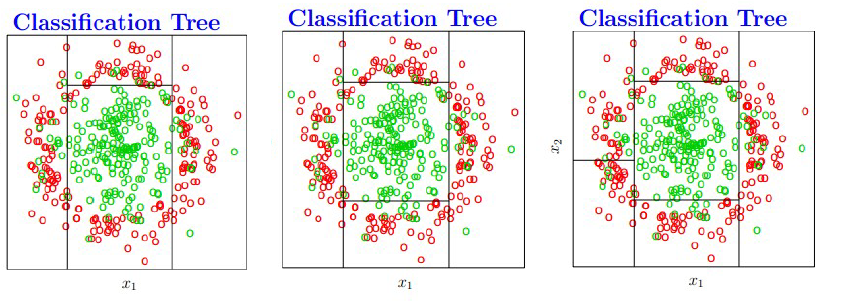 Classification Tree
Classification Tree
Classification Tree
x₂
x₁
x₁
x₁